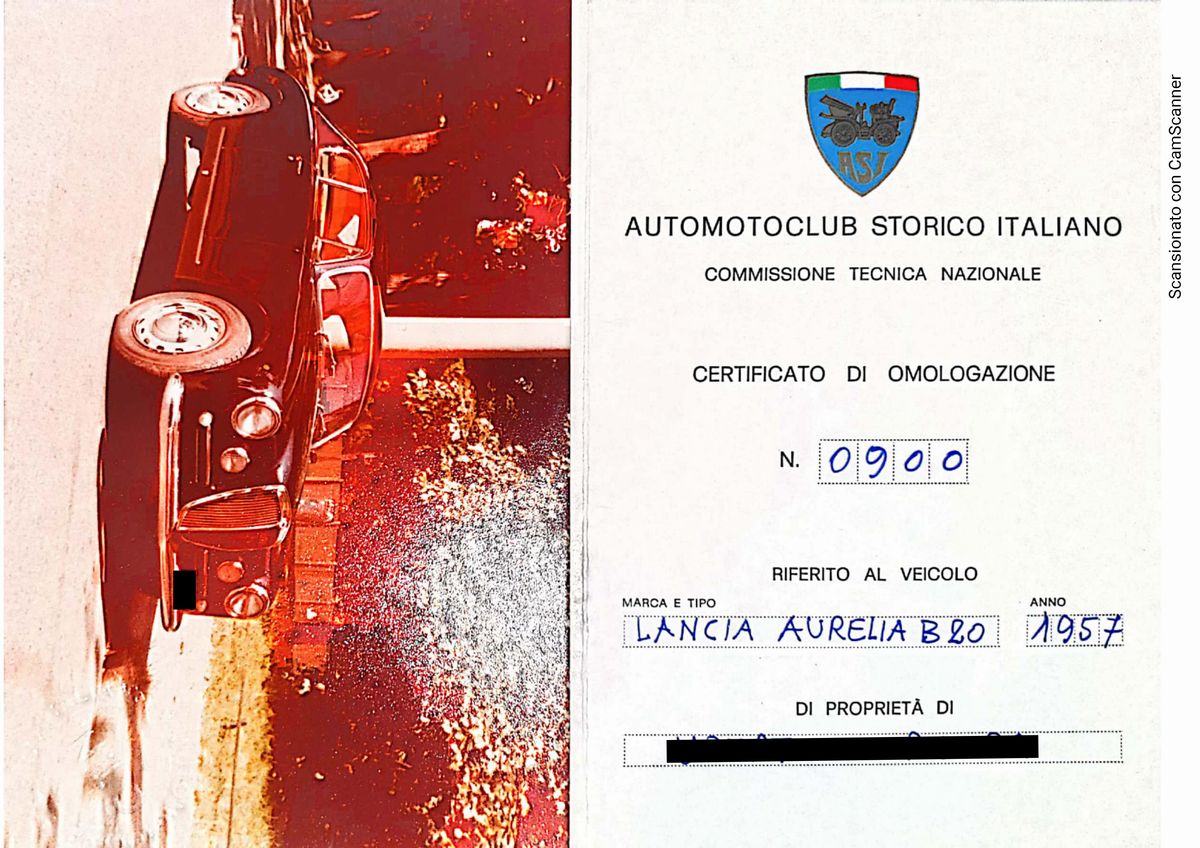 ASI
AUTOMOTOCLUB STORICO ITALIANO
COMMISSIONE TECNICA NAZIONALE
CERTIFICATO DI OMOLOGAZIONE
N. 0900
RIFERITO AL VEICOLO
MARCA E TIPO ANNO
LANCIA AURELIA B20 1957
DI PROPRIETÀ DI
Scansionato con CamScanner